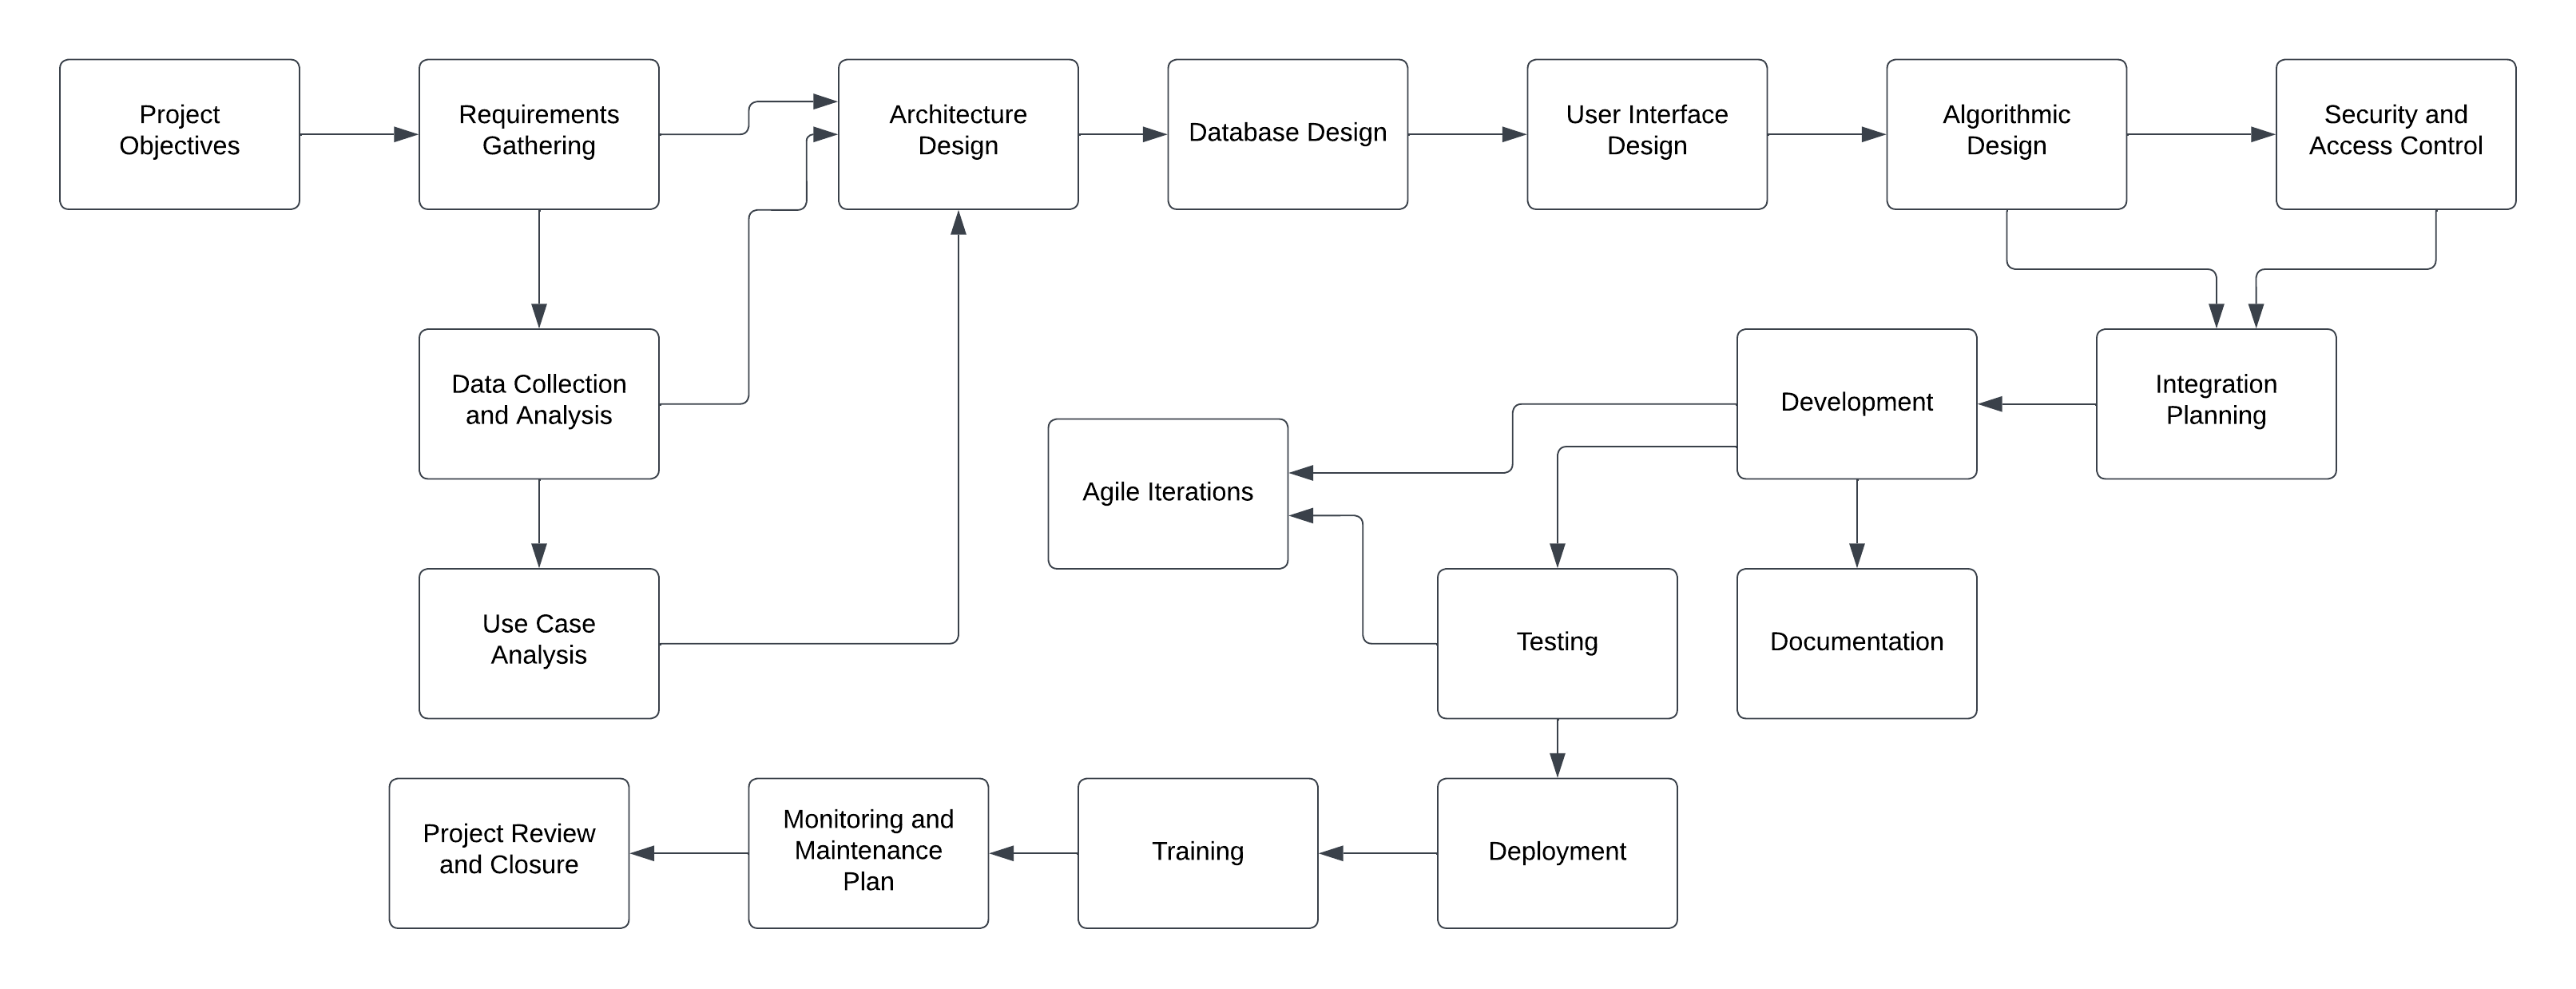 Project
Objectives
Requirements
Gathering
Architecture
Design
Database Design
User Interface
Design
Algorithmic
Design
Security and
Access Control
Data Collection
and Analysis
Agile Iterations
Development
Integration
Planning
Use Case
Analysis
Testing
Documentation
Project Review
and Closure
Monitoring and
Maintenance
Plan
Training
Deployment